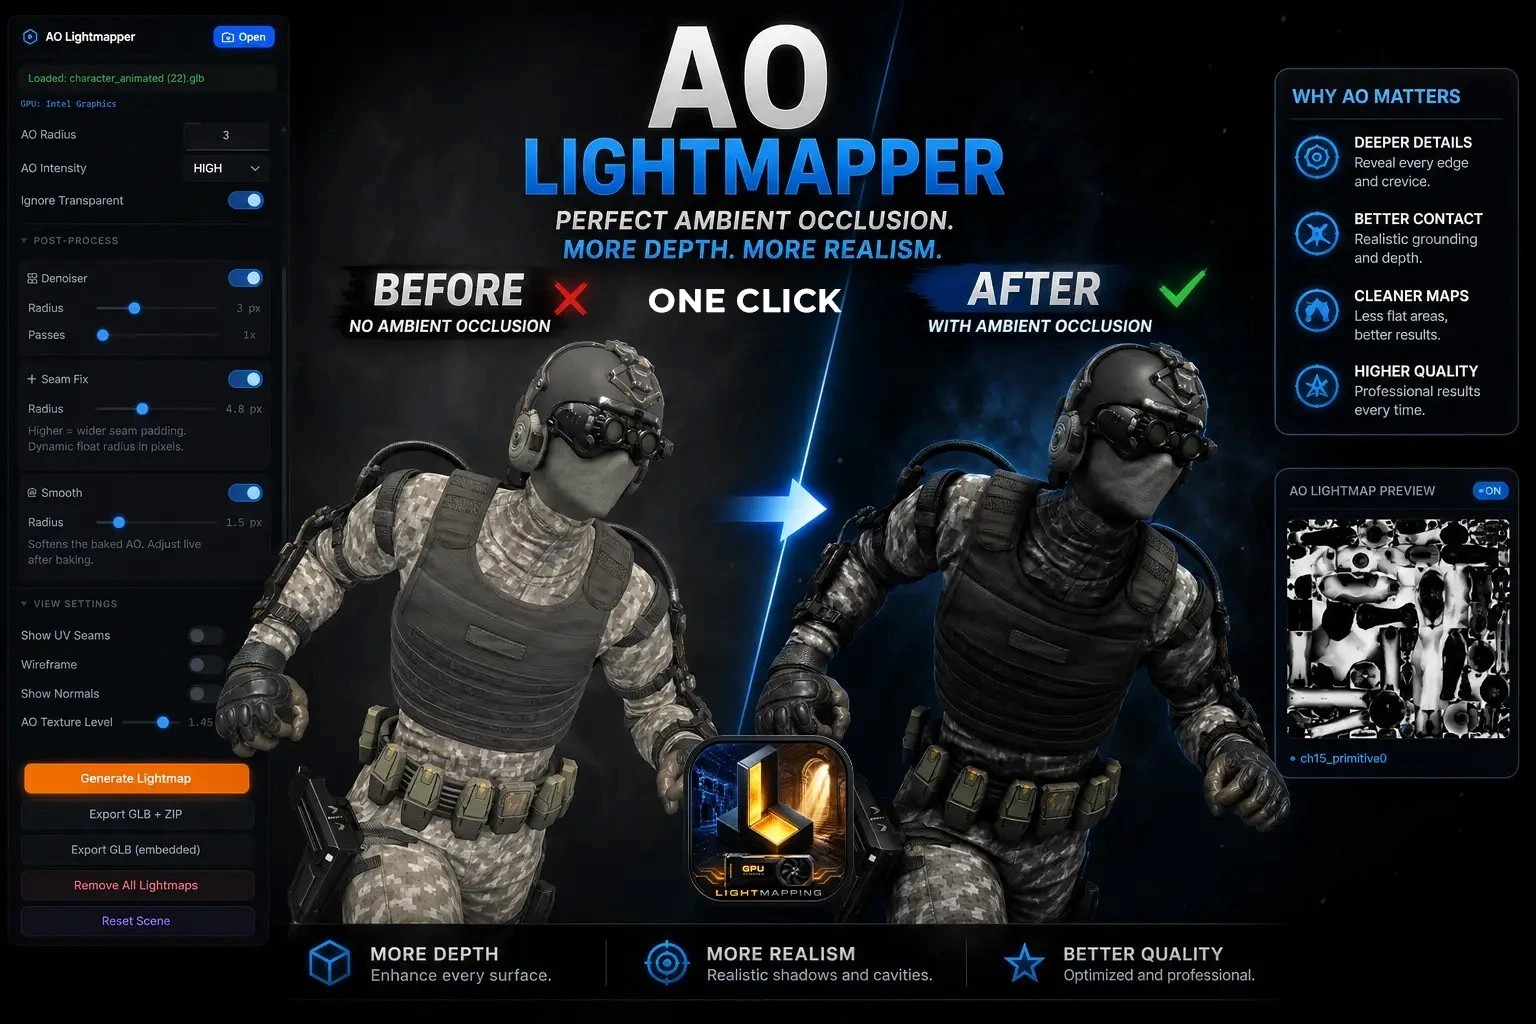 AO Lightmapper
Open
Loaded: character_animated (22).glb
GPU: Intel Graphics
AO Radius
3
AO Intensity
HIGH
Ignore Transparent
POST-PROCESS
Denoiser
Radius
3 px
Passes
1x
Seam Fix
Radius
4.8 px
Higher = wider seam padding.
Dynamic float radius in pixels.
Smooth
Radius
1.5 px
Softens the baked AO. Adjust live
after baking.
VIEW SETTINGS
Show UV Seams
Wireframe
Show Normals
AO Texture Level
1.45
Generate Lightmap
Export GLB + ZIP
Export GLB (embedded)
Remove All Lightmaps
Reset Scene
AO
LIGHTMAPPER
PERFECT AMBIENT OCCLUSION.
MORE DEPTH. MORE REALISM.
BEFORE
NO AMBIENT OCCLUSION
ONE CLICK
AFTER
WITH AMBIENT OCCLUSION
GPU
LIGHTMAPPING
WHY AO MATTERS
DEEPER DETAILS
Reveal every edge
and crevice.
BETTER CONTACT
Realistic grounding
and depth.
CLEANER MAPS
Less flat areas,
better results.
HIGHER QUALITY
Professional results
every time.
AO LIGHTMAP PREVIEW
ON
ch15_primitive0
MORE DEPTH
Enhance every surface.
MORE REALISM
Realistic shadows and cavities.
BETTER QUALITY
Optimized and professional.